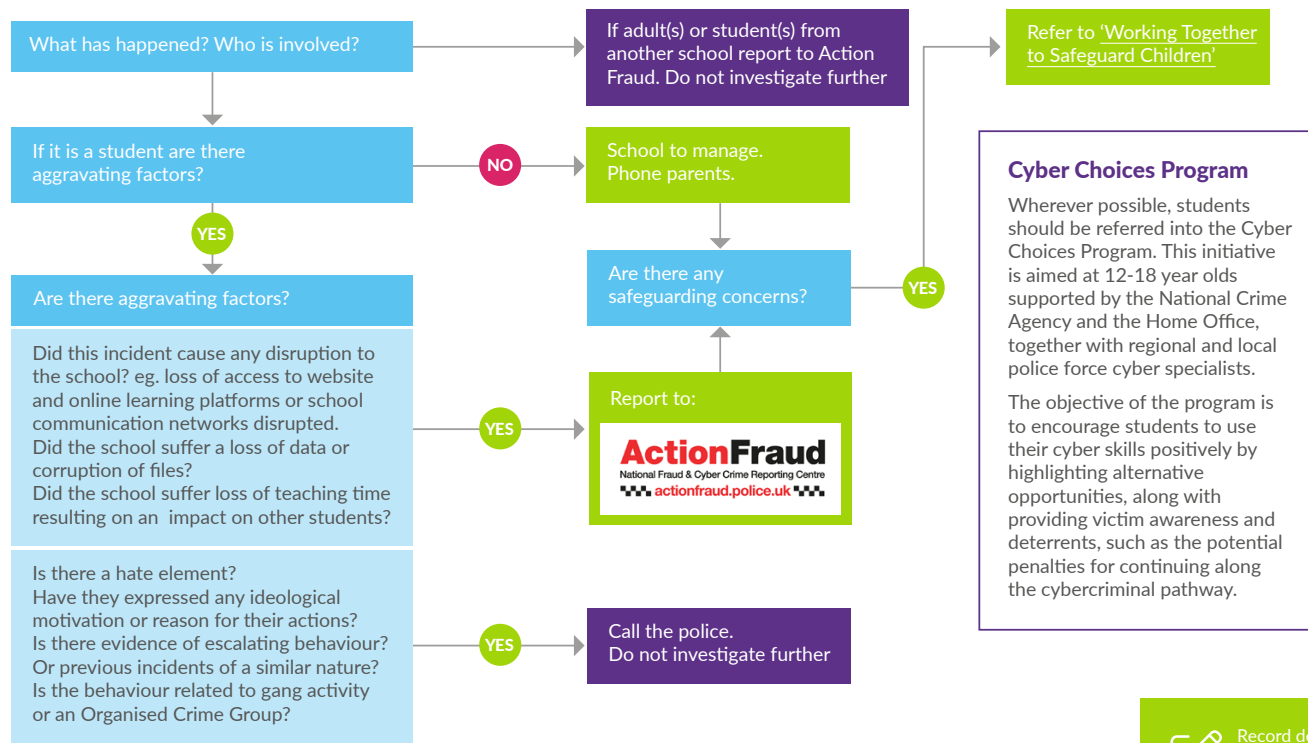 What has happened? Who is involved?
If adult(s) or student(s) from
another school report to Action
Fraud. Do not investigate further
Refer to ‘Working Together
to Safeguard Children’
If it is a student are there
aggravating factors?
NO
School to manage.
Phone parents.
YES
Are there any
safeguarding concerns?
YES
Are there aggravating factors?
Did this incident cause any disruption to
the school? eg. loss of access to website
and online learning platforms or school
communication networks disrupted.
Did the school suffer a loss of data or
corruption of files?
Did the school suffer loss of teaching time
resulting on an impact on other students?
YES
Report to:
ActionFraud
National Fraud & Cyber Crime Reporting Centre
actionfraud.police.uk
Is there a hate element?
Have they expressed any ideological
motivation or reason for their actions?
Is there evidence of escalating behaviour?
Or previous incidents of a similar nature?
Is the behaviour related to gang activity
or an Organised Crime Group?
YES
Call the police.
Do not investigate further
Cyber Choices Program
Wherever possible, students
should be referred into the Cyber
Choices Program. This initiative
is aimed at 12-18 year olds
supported by the National Crime
Agency and the Home Office,
together with regional and local
police force cyber specialists.
The objective of the program is
to encourage students to use
their cyber skills positively by
highlighting alternative
opportunities, along with
providing victim awareness and
deterrents, such as the potential
penalties for continuing along
the cybercriminal pathway.
Record